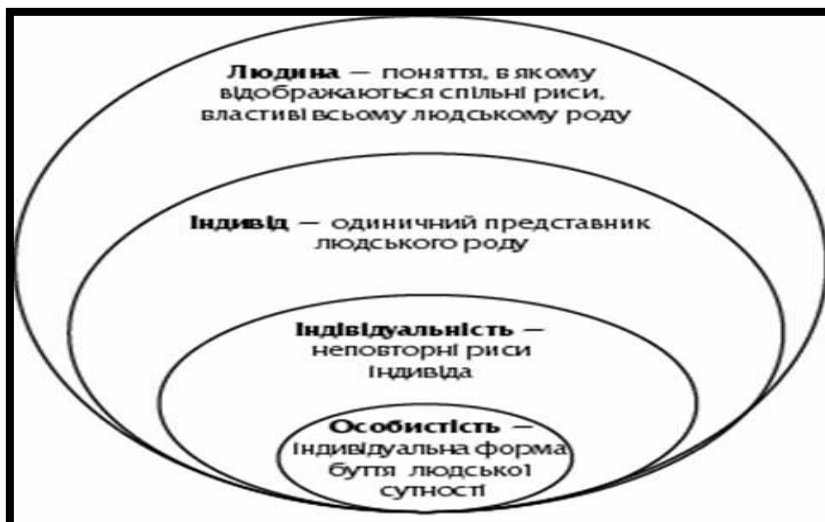 Людина — поняття, в якому
відображаються спільні риси,
властиві всьому людському роду
Індивід — одиничний представник
людського роду
Індівідуальність —
неповторні риси
індивіда
Особистість —
індивідуальна форма
буття людської
сутності